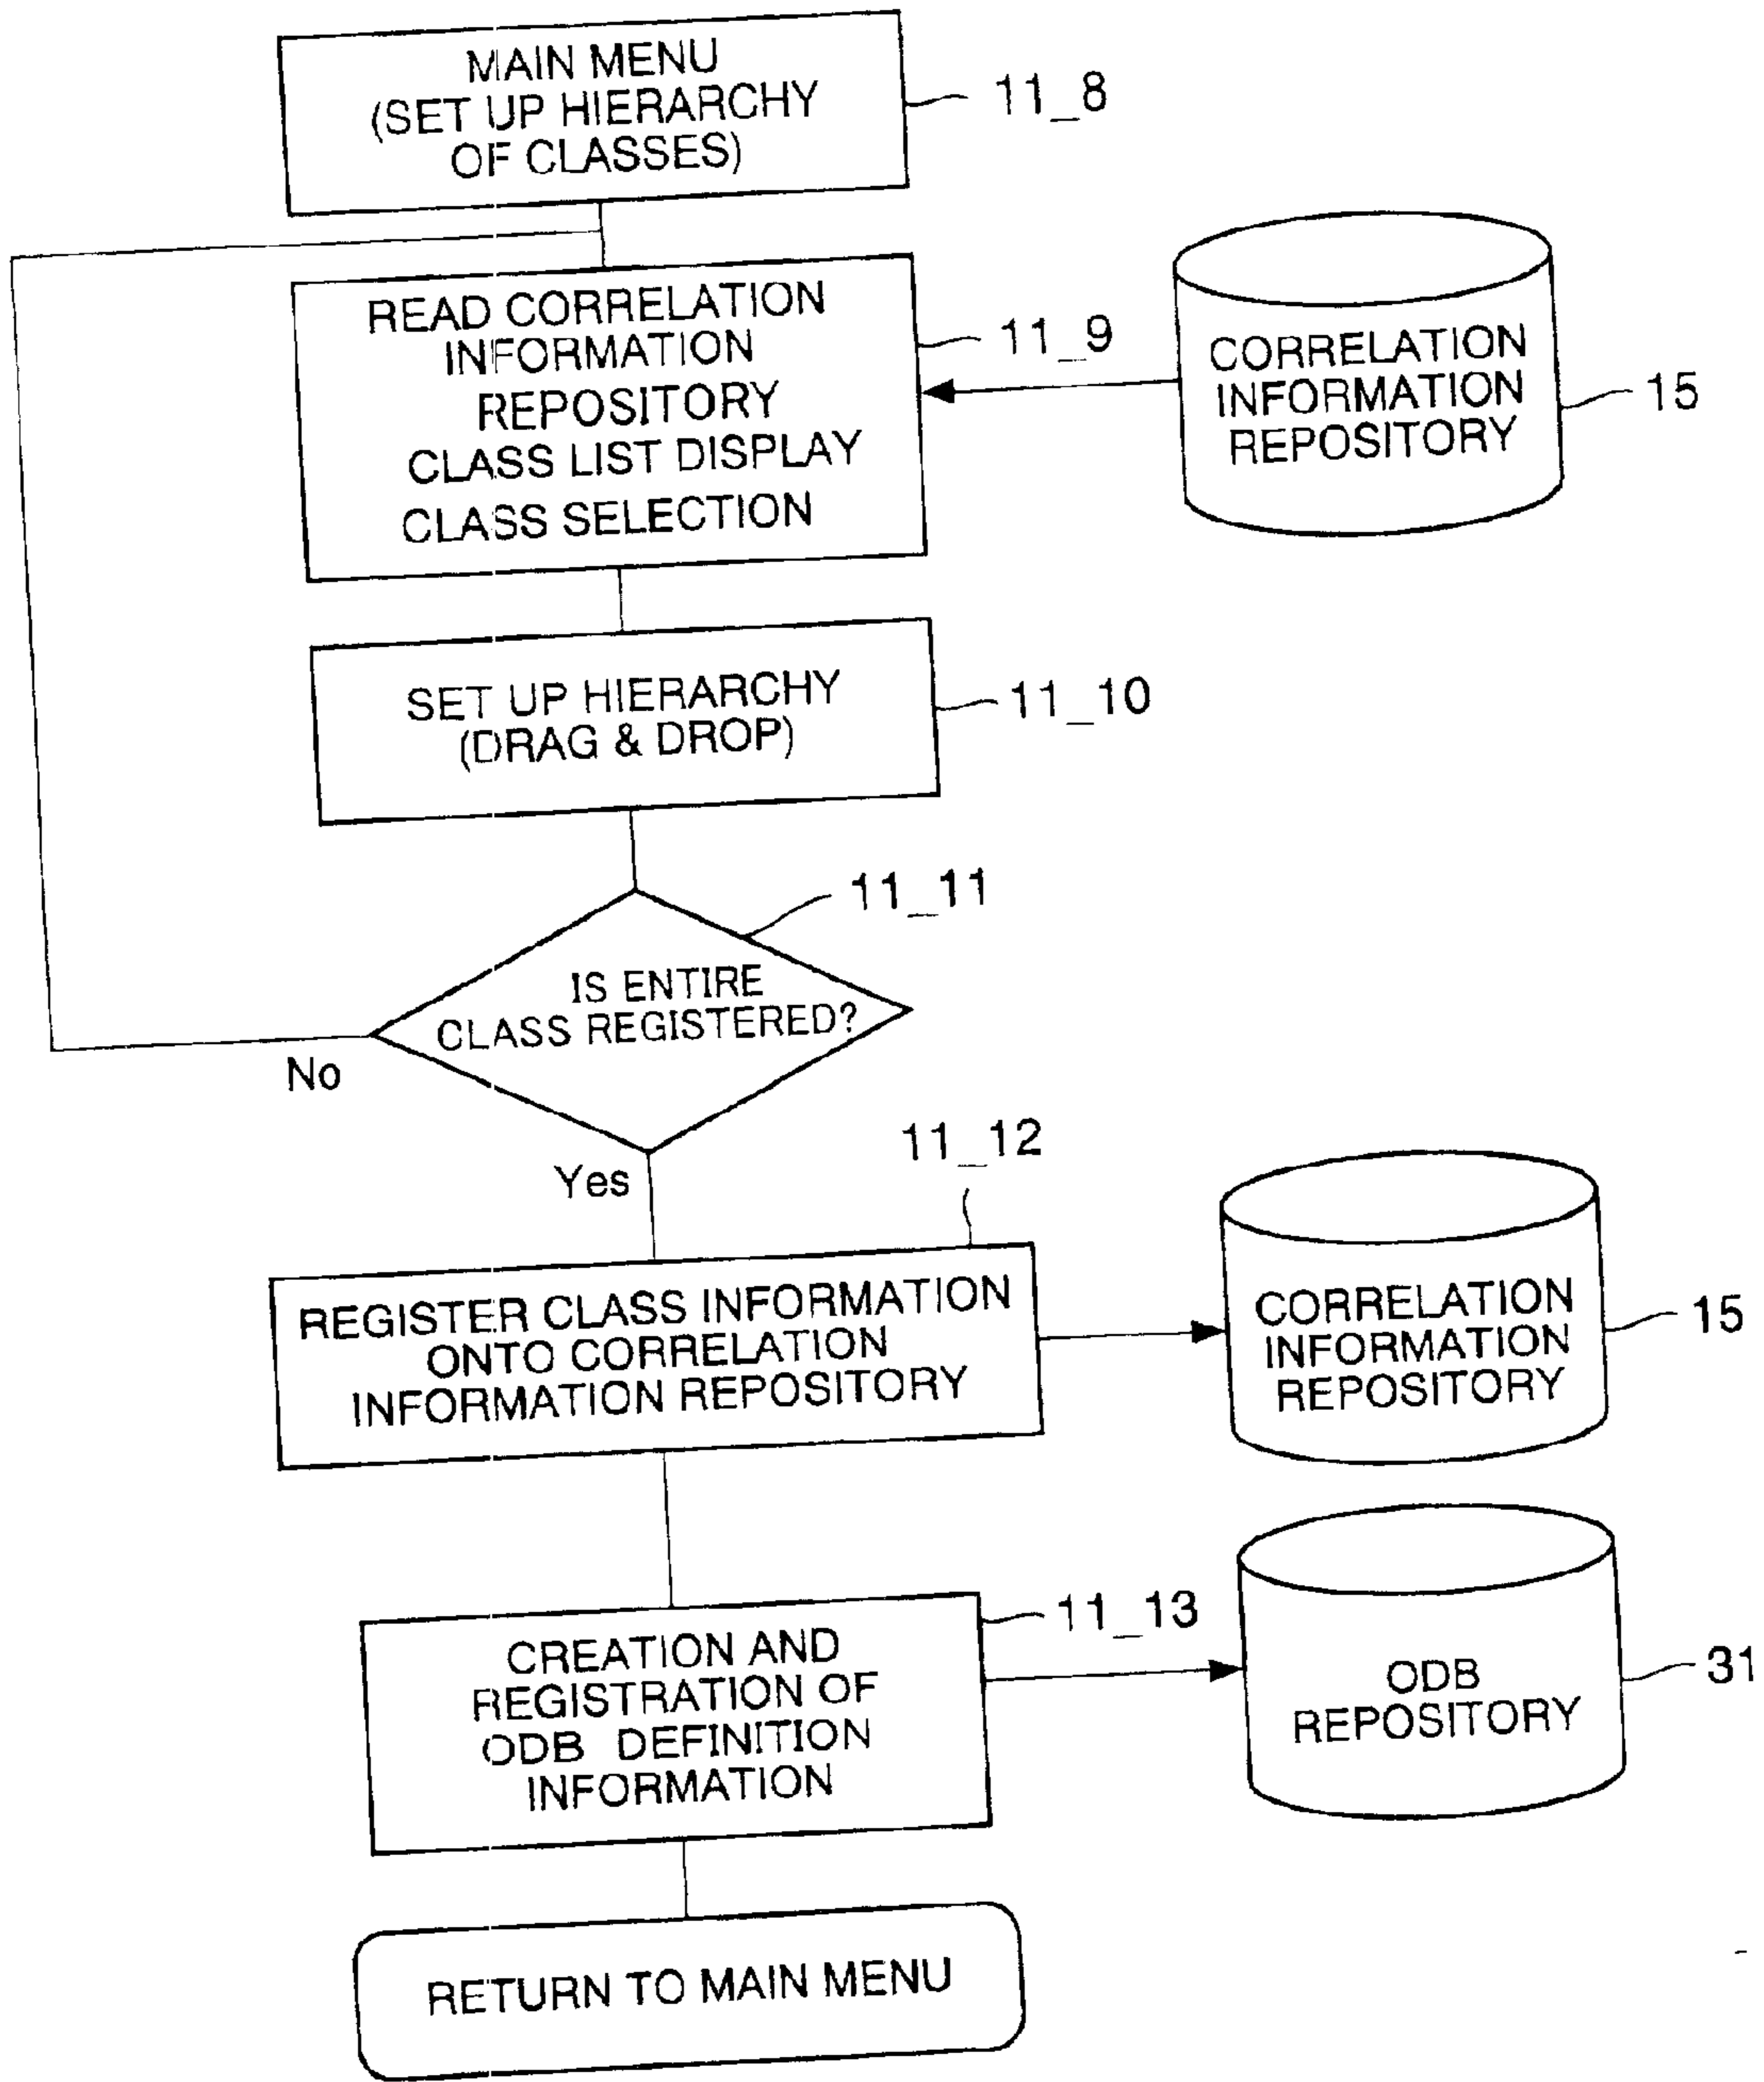 MAIN MENU
(SET UP HIERARCHY
OF CLASSES)
11_8
READ CORRELATION
INFORMATION
REPOSITORY
CLASS LIST DISPLAY
CLASS SELECTION
11_9
CORRELATION
INFORMATION
REPOSITORY
15
SET UP HIERARCHY
(DRAG & DROP)
11_10
IS ENTIRE
CLASS REGISTERED?
11_11
No
Yes
11_12
REGISTER CLASS INFORMATION
ONTO CORRELATION
INFORMATION REPOSITORY
CORRELATION
INFORMATION
REPOSITORY
15
CREATION AND
REGISTRATION OF
ODB DEFINITION
INFORMATION
11_13
ODB
REPOSITORY
31
RETURN TO MAIN MENU